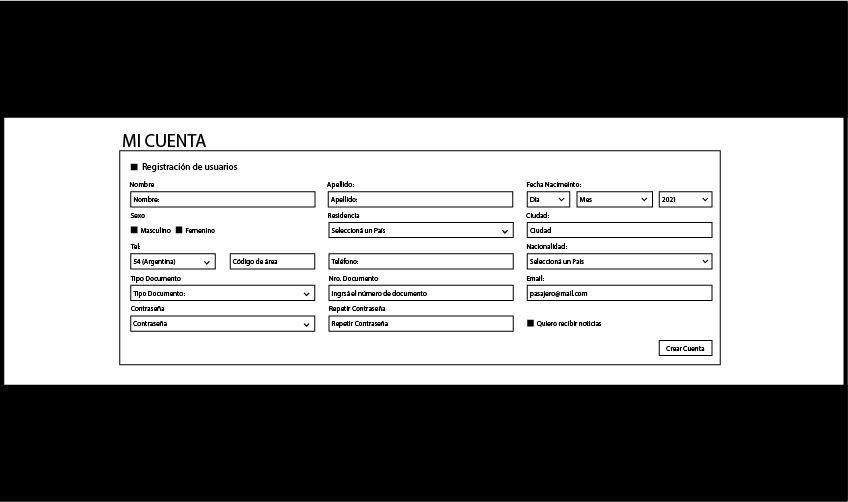 MI CUENTA
Registración de usuarios
Nombre Apellido: Fecha Nacimeinto:
Nombre: Apellido: Día Mes 2021
Sexo Residencia Ciudad:
Masculino Femenino Seleccioná un País Ciudad
Tel: Nacionalidad:
54 (Argentina) Código de área Teléfono: Seleccioná un País
Tipo Documento Nro. Documento Email:
Tipo Documento: Ingrsá el número de documento pasajero@mail.com
Contraseña Repetir Contraseña
Contraseña Repetir Contraseña Quiero recibir noticias
Crear Cuenta